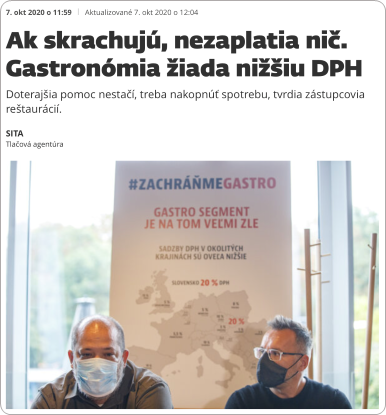 7. okt 2020 o 11:59 | Aktualizované 7. okt 2020 o 12:04
Ak skrachujú, nezaplatia nič.
Gastronómia žiada nižšiu DPH
Doterajšia pomoc nestačí, treba nakopnúť spotrebu, tvrdia zástupcovia
reštaurácií.
SITA
Tlačová agentúra
#ZACHRÁŇMEGASTRO
GASTRO SEGMENT
JE NA TOM VEĽMI ZLE
SADZBY DPH V OKOLITÝCH
KRAJINÁCH SÚ OVEĽA NIŽŠIE
SLOVENSKO 20 % DPH
20 %